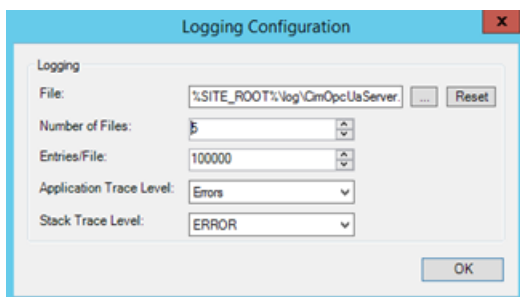 Logging Configuration
x
Logging
File: %SITE_ROOT%\log\CimOpcUaServer. ... Reset
Number of Files: 5
Entries/File: 100000
Application Trace Level: Errors
Stack Trace Level: ERROR
OK